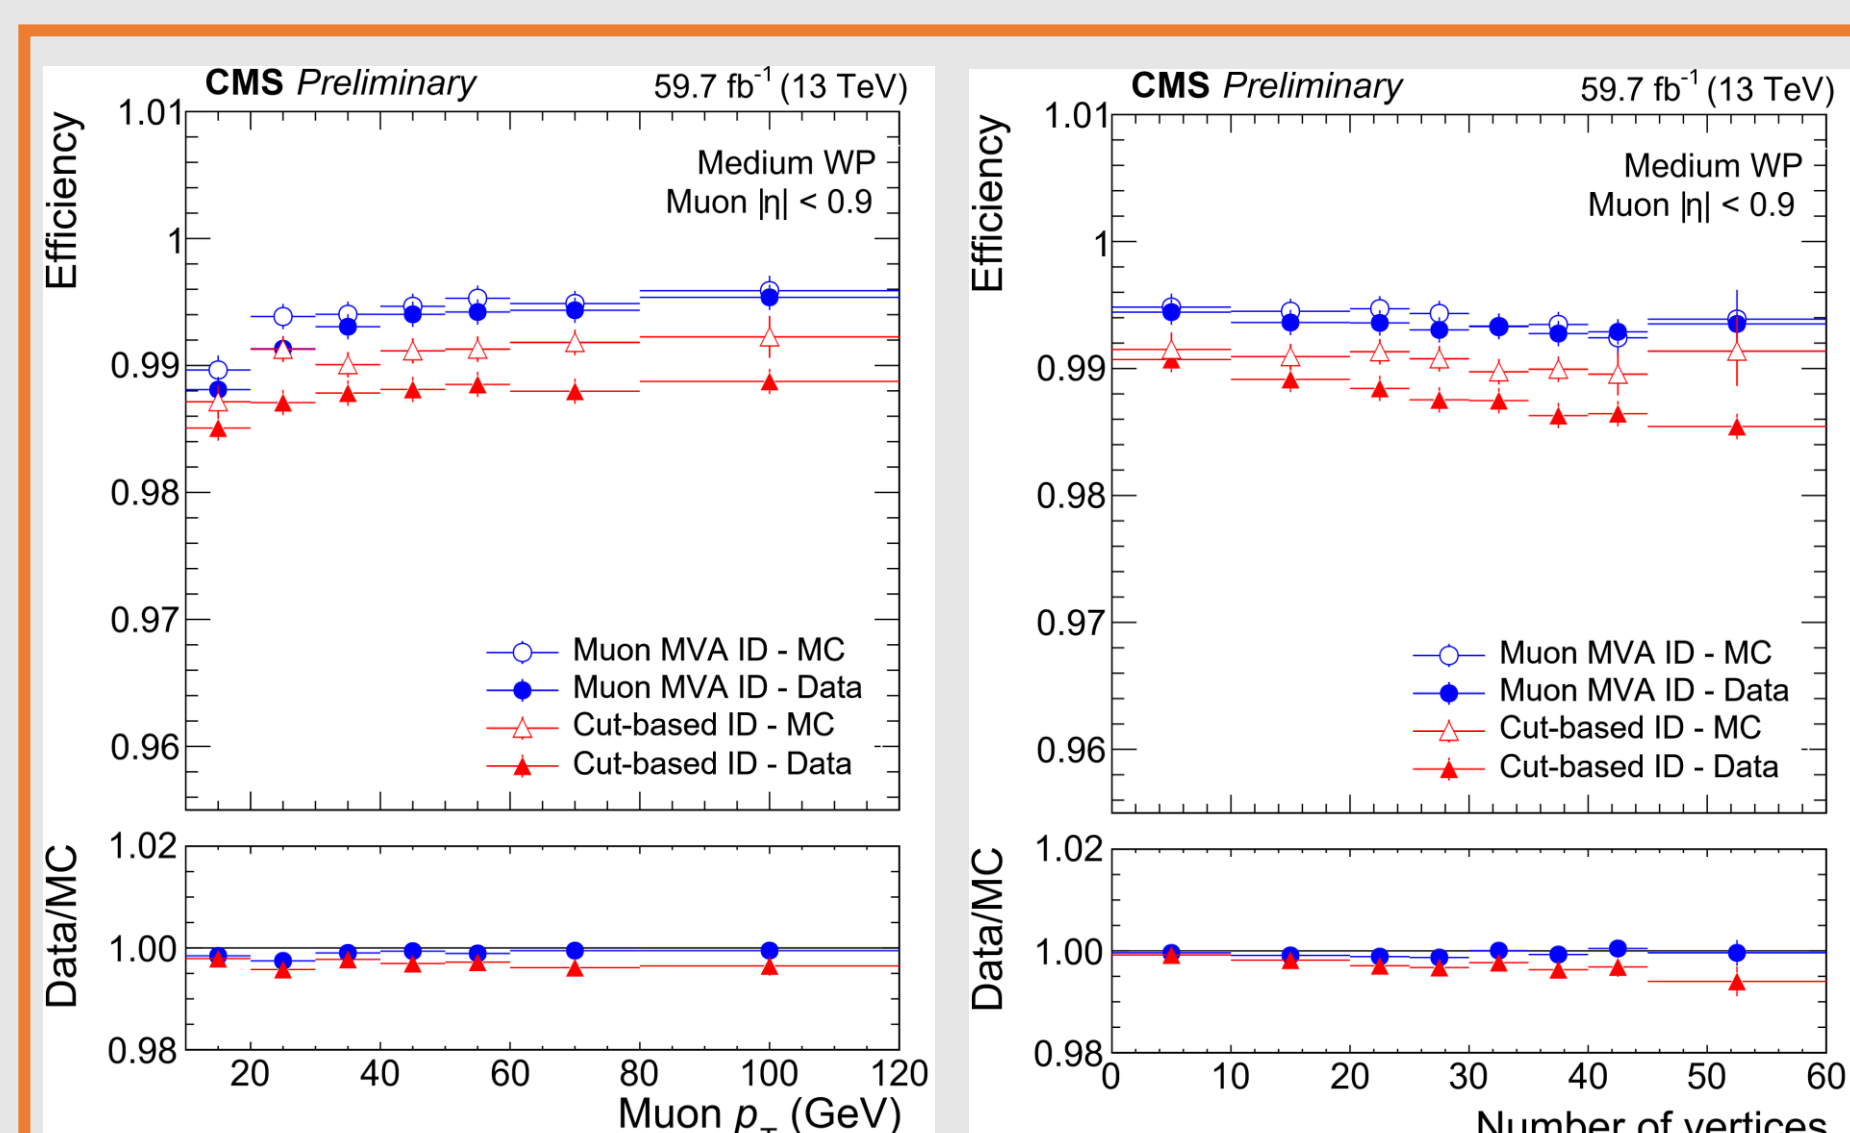 CMS Preliminary 59.7 fb⁻¹ (13 TeV)
Efficiency
1.01
1
0.99
0.98
0.97
0.96
Medium WP
Muon |η| < 0.9
Muon MVA ID - MC
Muon MVA ID - Data
Cut-based ID - MC
Cut-based ID - Data
Data/MC
1.02
1.00
0.98
20 40 60 80 100 120
Muon pT (GeV)
CMS Preliminary 59.7 fb⁻¹ (13 TeV)
Efficiency
1.01
1
0.99
0.98
0.97
0.96
Medium WP
Muon |η| < 0.9
Muon MVA ID - MC
Muon MVA ID - Data
Cut-based ID - MC
Cut-based ID - Data
Data/MC
1.02
1.00
0.98
0 10 20 30 40 50 60
Number of vertices